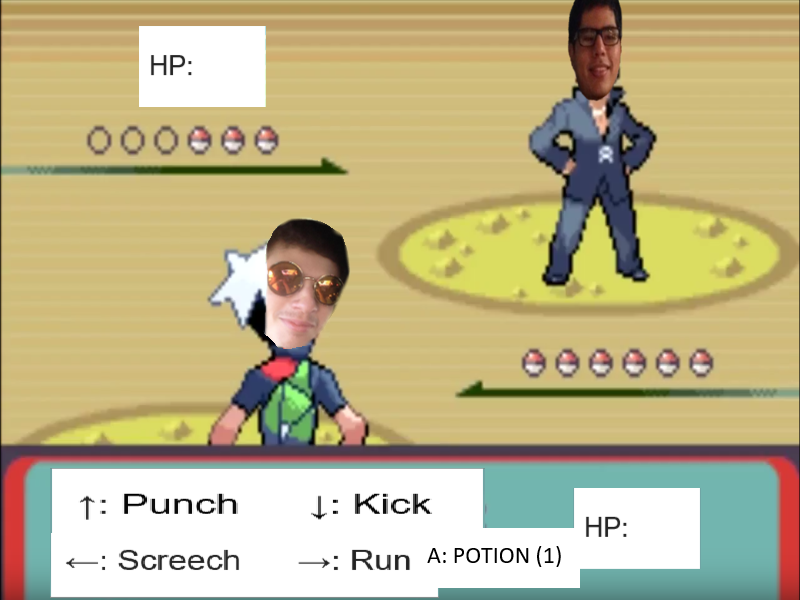 HP:
↑: Punch ↓: Kick
HP:
←: Screech →: Run A: POTION (1)